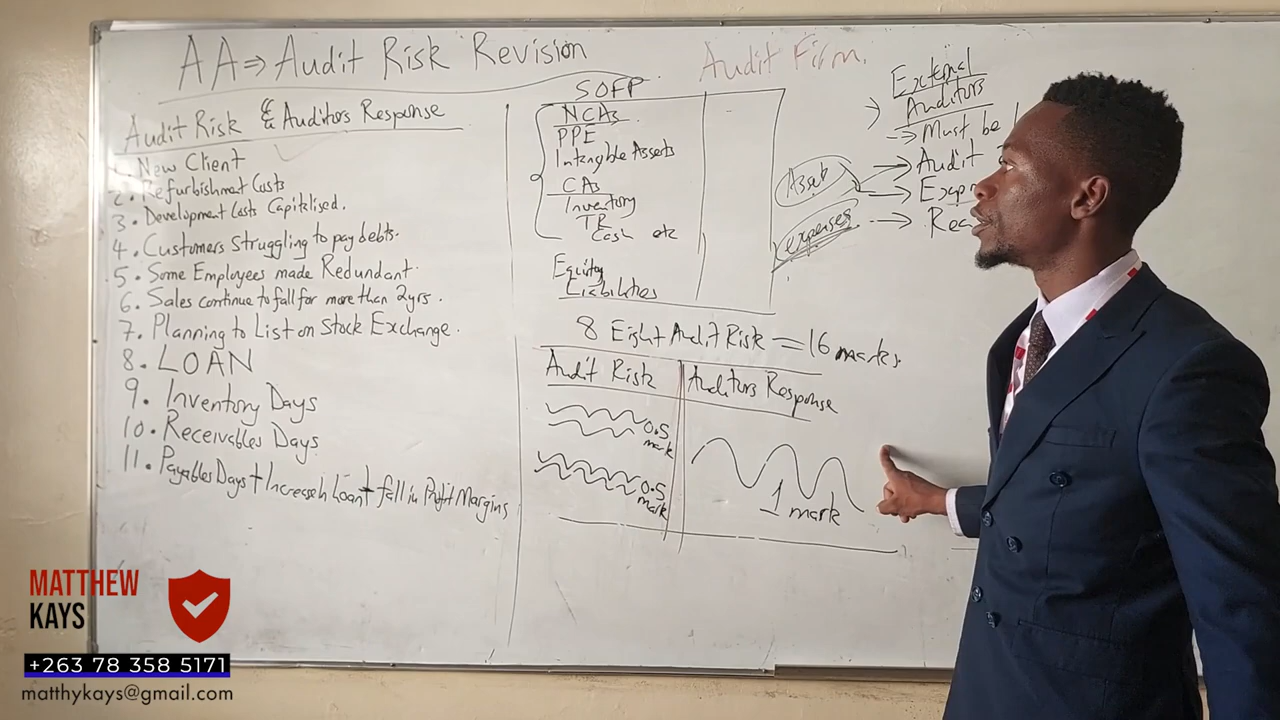 AA ⇒ Audit Risk Revision
Audit Risk & Auditors Response
1. New Client
2. Refurbishment Costs
3. Development Costs Capitalised.
4. Customers Struggling to pay debts.
5. Some Employees made Redundant.
6. Sales continue to fall for more than 2yrs.
7. Planning to List on Stock Exchange.
8. LOAN
9. Inventory Days
10. Receivables Days
11. Payables Days + Increase in Loan + fall in Profit Margins
SOFP
NCAs
PPE
Intangible Assets
CAs
Inventory
TR
Cash etc
Equity
Liabilities
8 Eight Audit Risk = 16 marks
Audit Risk
Auditors Response
0.5
mark
0.5
mark
1 mark
Audit Firm.
External
Auditors
→ Must be
Asset
→ Audit
expenses
MATTHEW
KAYS
+263 78 358 5171
matthykays@gmail.com